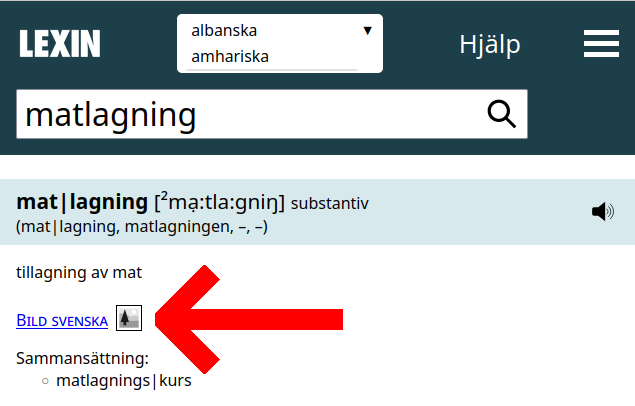 LEXIN
albanska ▼
amhariska
Hjälp
matlagning
mat|lagning [²mạ:tla:gniŋ] substantiv
(mat|lagning, matlagningen, –, –)
tillagning av mat
BILD SVENSKA
Sammansättning:
○ matlagnings|kurs